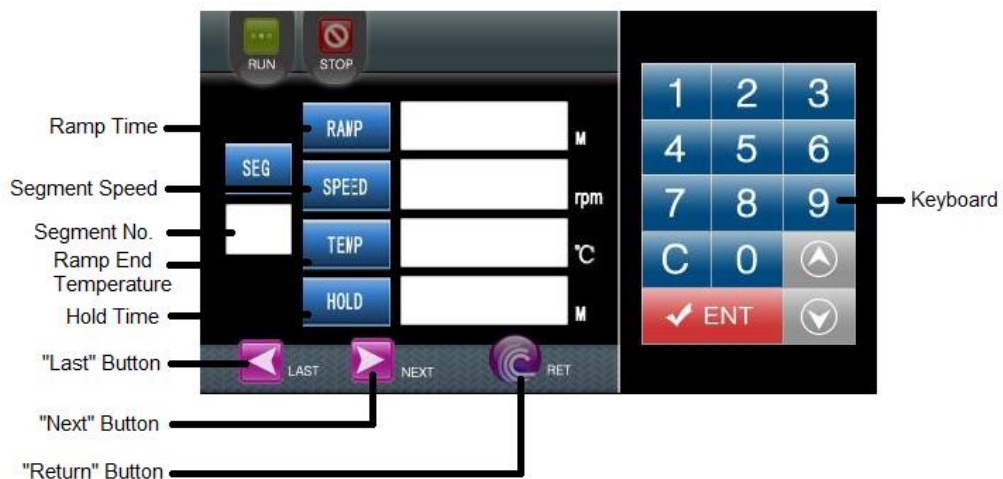 RUN
STOP
Ramp Time
RAMP
M
SEG
Segment Speed
SPEED
rpm
Segment No.
Ramp End
Temperature
TEMP
℃
Hold Time
HOLD
M
"Last" Button
LAST
NEXT
RET
"Next" Button
"Return" Button
1 2 3
4 5 6
7 8 9
Keyboard
C 0
ENT